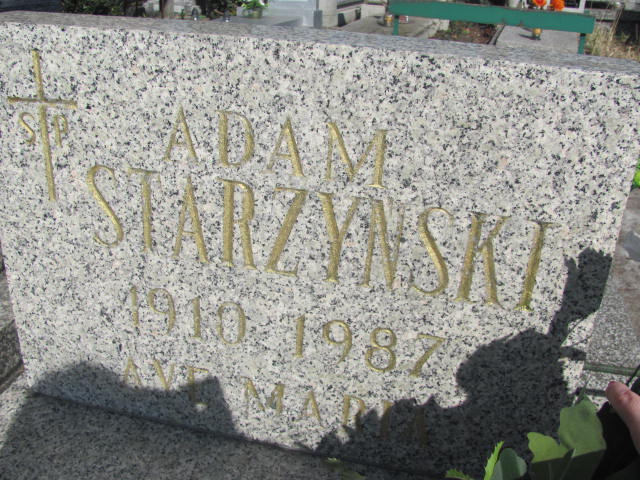 S P
ADAM
STARZYNSKI
1910 1987
AVE MARIA